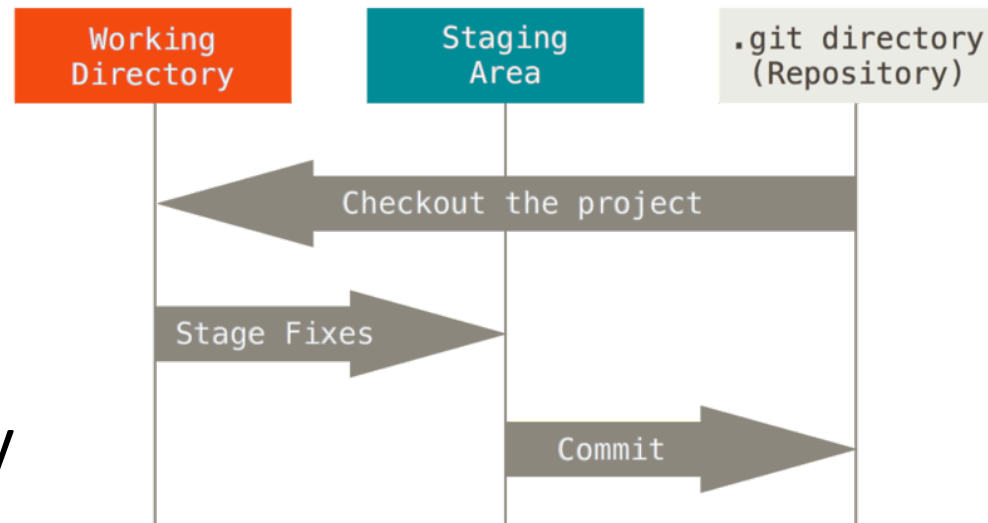 Working
Directory
Staging
Area
.git directory
(Repository)
Checkout the project
Stage Fixes
Commit
y